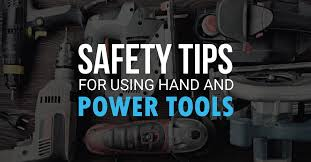 SAFETY TIPS
FOR USING HAND AND
POWER TOOLS